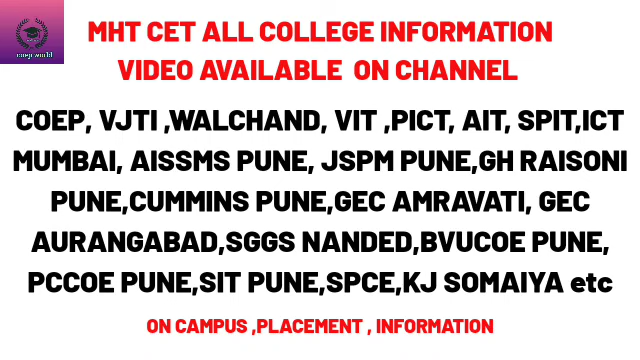 MHT CET ALL COLLEGE INFORMATION
VIDEO AVAILABLE ON CHANNEL
COEP, VJTI ,WALCHAND, VIT ,PICT, AIT, SPIT,ICT
MUMBAI, AISSMS PUNE, JSPM PUNE,GH RAISONI
PUNE,CUMMINS PUNE,GEC AMRAVATI, GEC
AURANGABAD,SGGS NANDED,BVUCOE PUNE,
PCCOE PUNE,SIT PUNE,SPCE,KJ SOMAIYA etc
ON CAMPUS ,PLACEMENT , INFORMATION
coep world